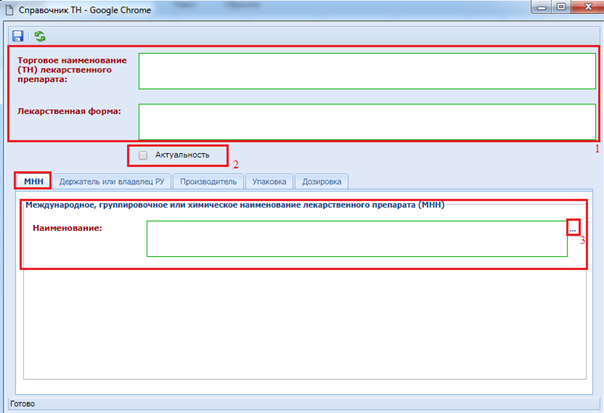 Справочник ТН - Google Chrome
Торговое наименование
(ТН) лекарственного
препарата:
Лекарственная форма:
1
Актуальность
2
МНН Держатель или владелец РУ Производитель Упаковка Дозировка
Международное, группировочное или химическое наименование лекарственного препарата (МНН)
Наименование:
...
3
Готово